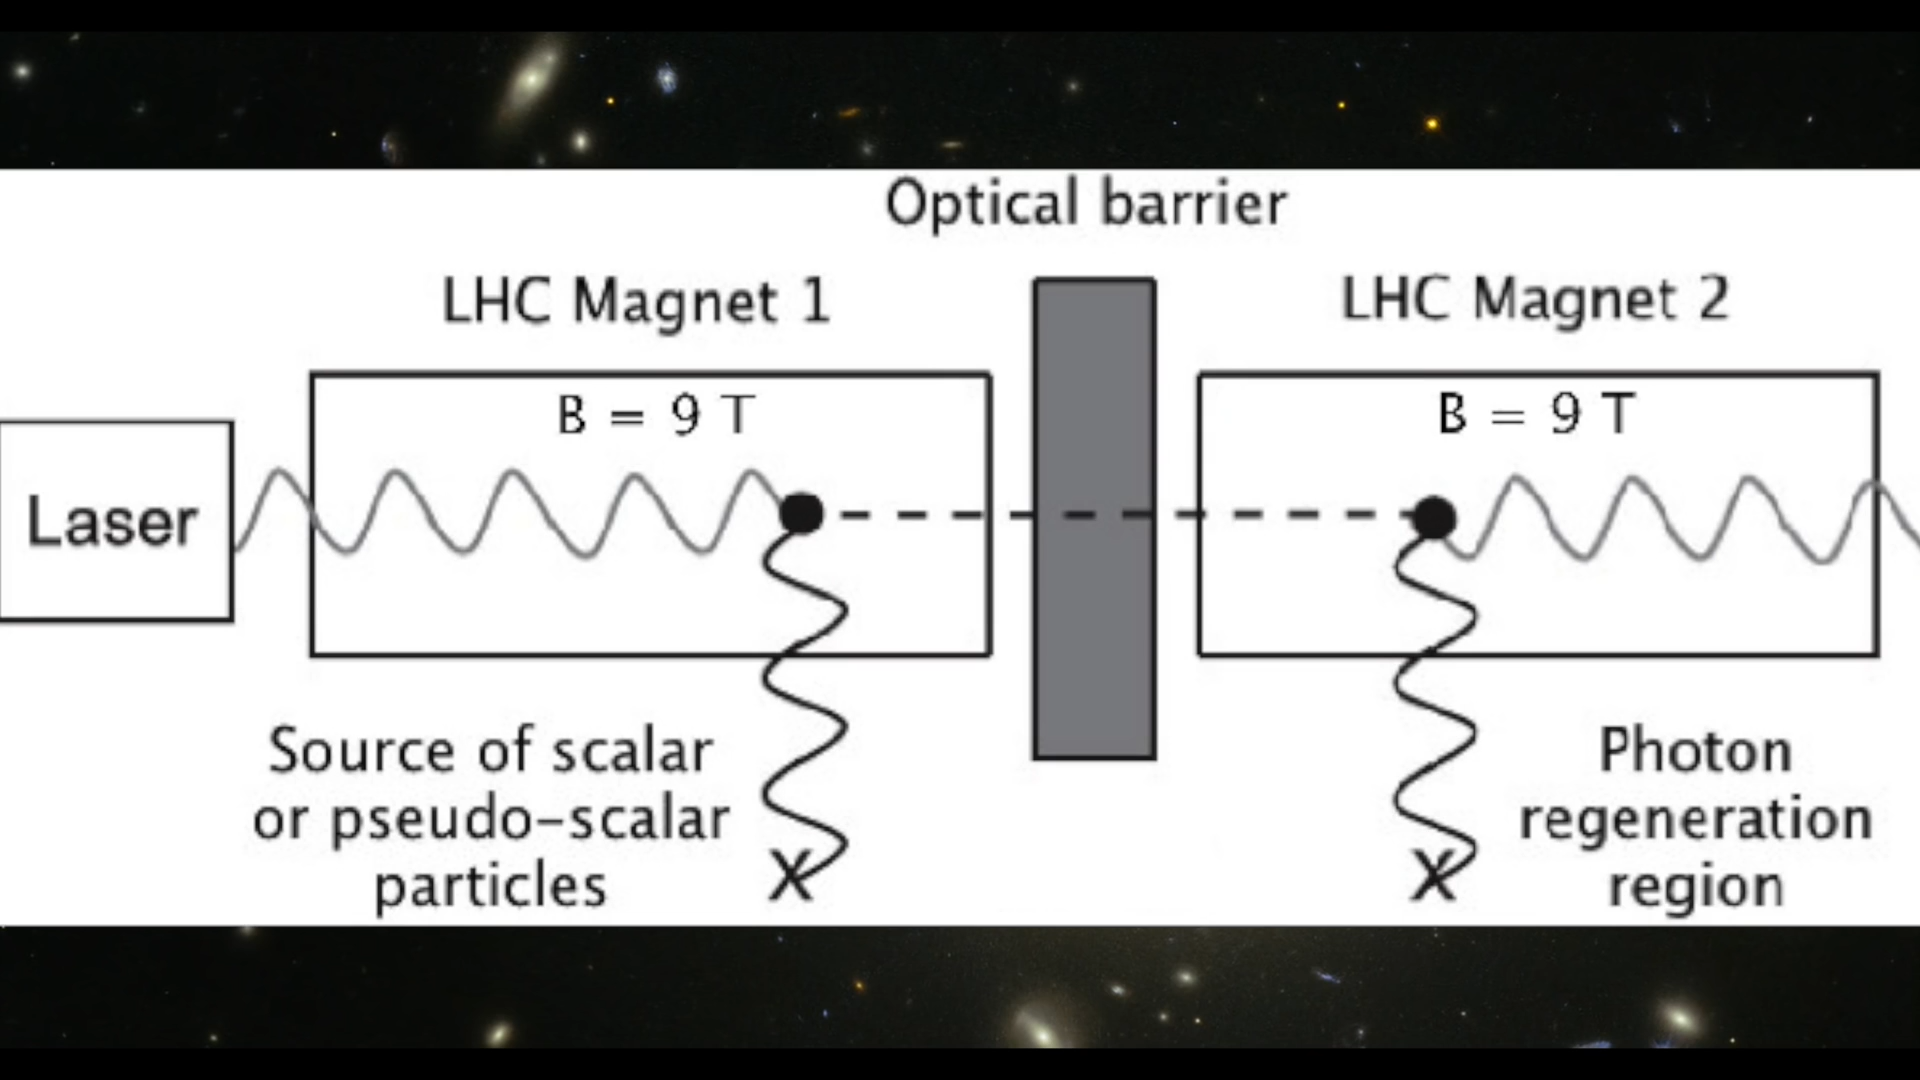 Optical barrier
LHC Magnet 1
LHC Magnet 2
B = 9 T
B = 9 T
Laser
Source of scalar
or pseudo-scalar
particles
X
X
Photon
regeneration
region